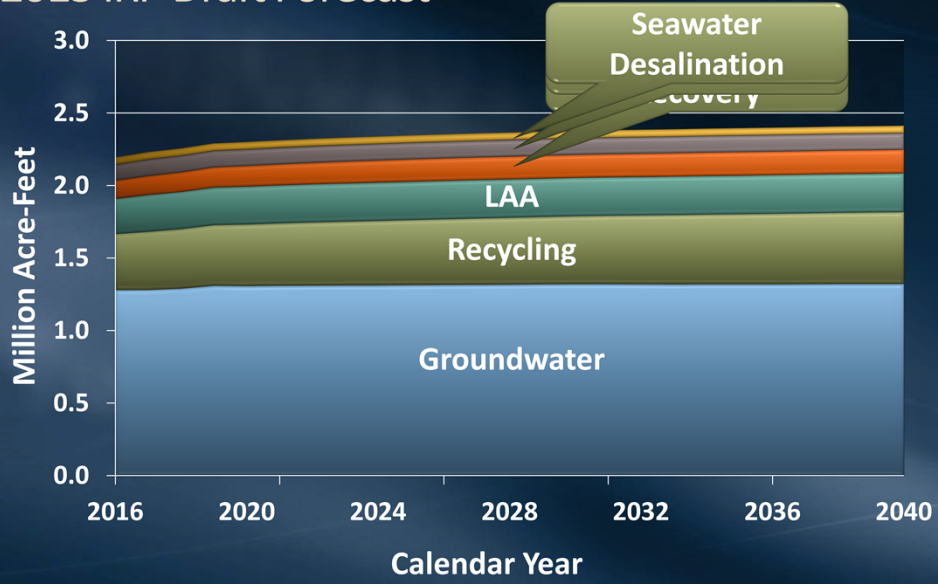 3.0
2.5
2.0
1.5
1.0
0.5
0.0
Million Acre-Feet
Seawater
Desalination
LAA
Recycling
Groundwater
2016 2020 2024 2028 2032 2036 2040
Calendar Year